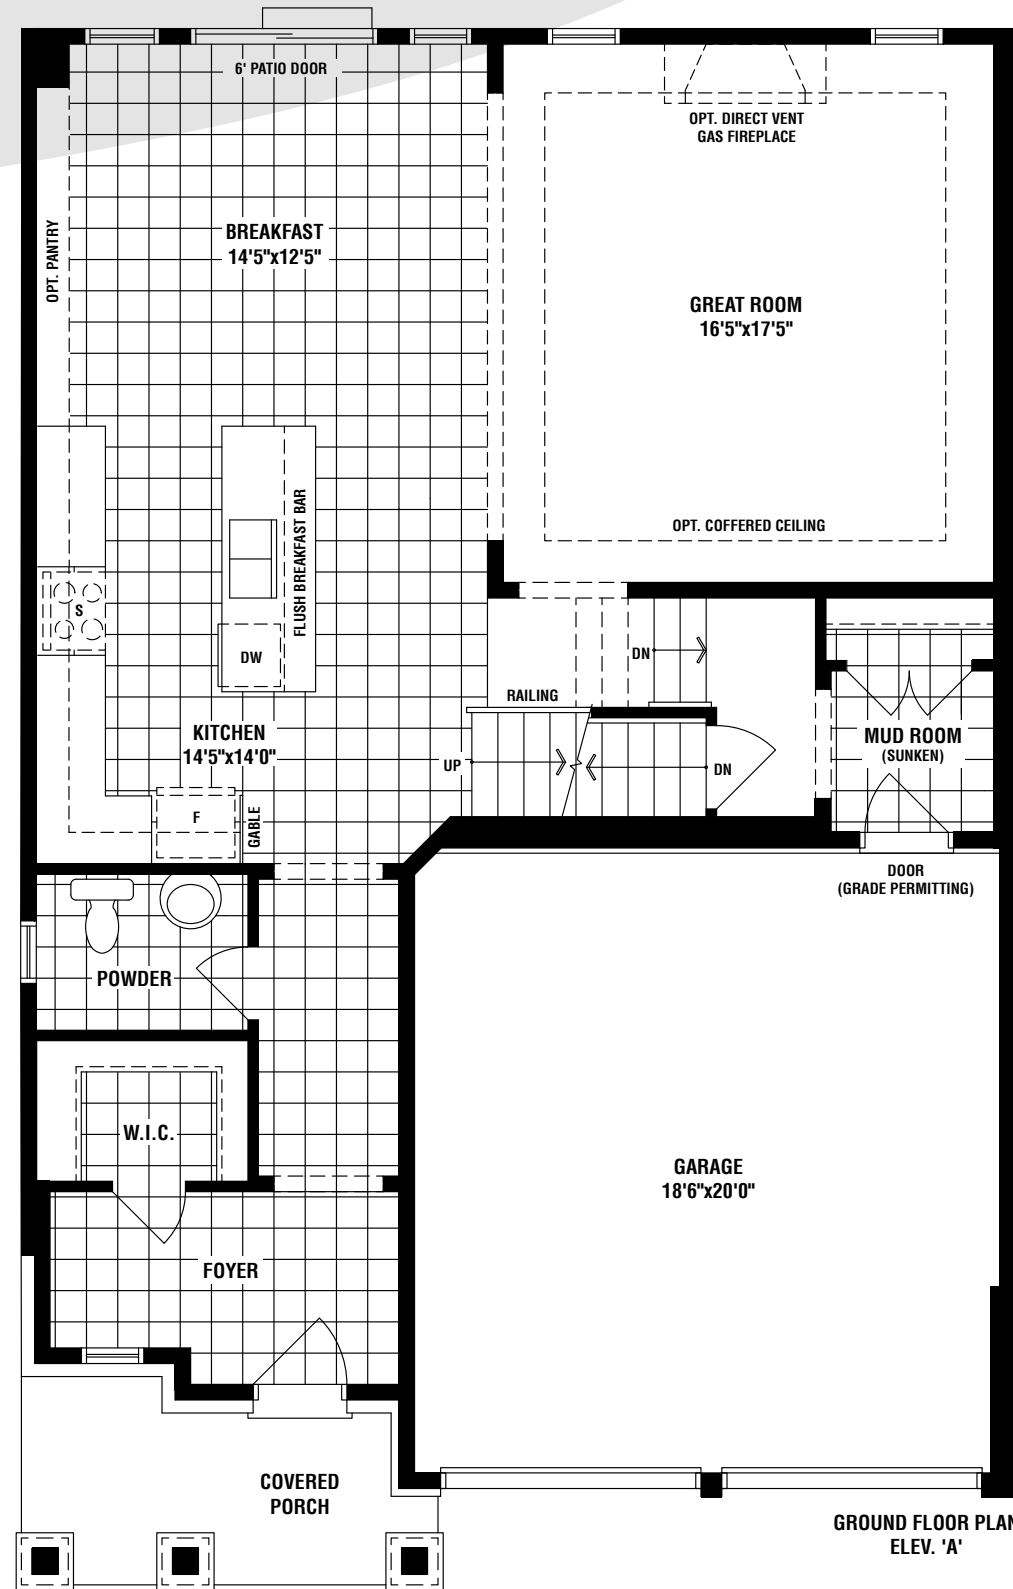 6' PATIO DOOR
OPT. DIRECT VENT
GAS FIREPLACE
OPT. PANTRY
BREAKFAST
14'5"x12'5"
GREAT ROOM
16'5"x17'5"
FLUSH BREAKFAST BAR
OPT. COFFERED CEILING
S
DW
DN
RAILING
KITCHEN
14'5"x14'0"
UP
DN
MUD ROOM
(SUNKEN)
F
GABLE
DOOR
(GRADE PERMITTING)
POWDER
W.I.C.
GARAGE
18'6"x20'0"
FOYER
COVERED
PORCH
GROUND FLOOR PLAN
ELEV. 'A'